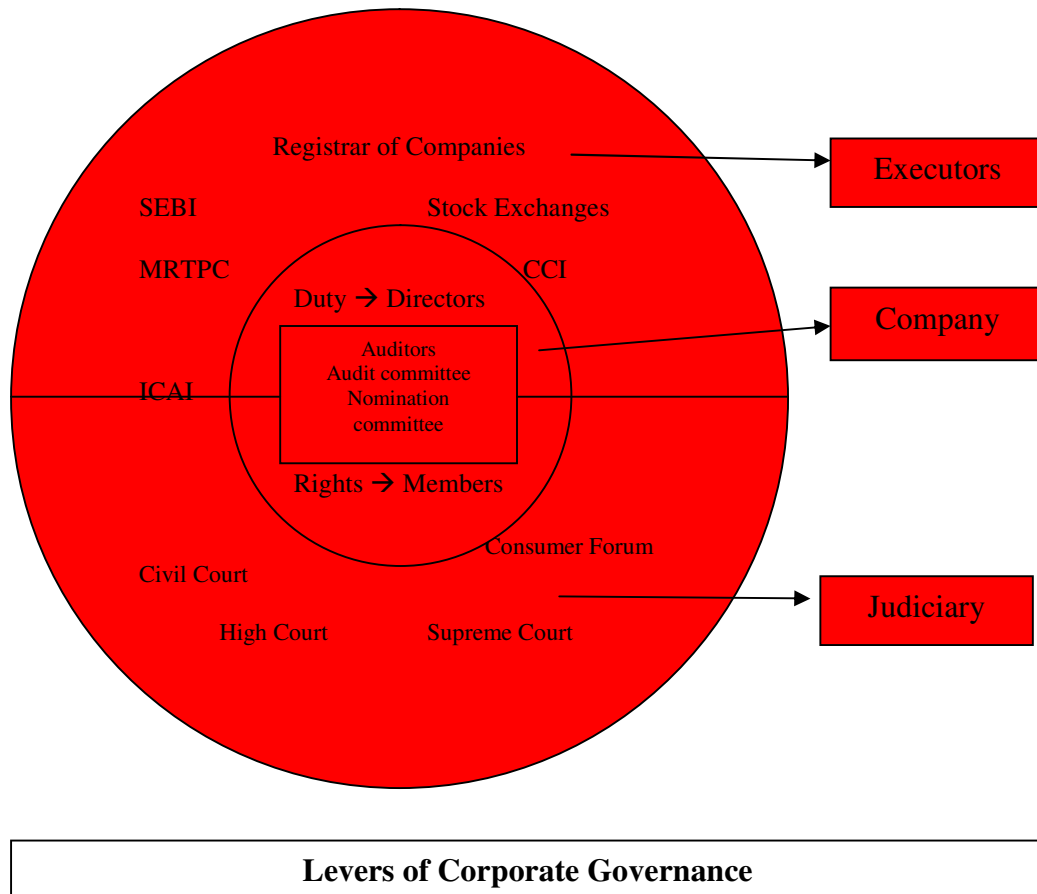 Registrar of Companies
Executors
SEBI
Stock Exchanges
MRTPC
CCI
Duty → Directors
Company
Auditors
Audit committee
Nomination
committee
ICAI
Rights → Members
Consumer Forum
Civil Court
Judiciary
High Court
Supreme Court
Levers of Corporate Governance